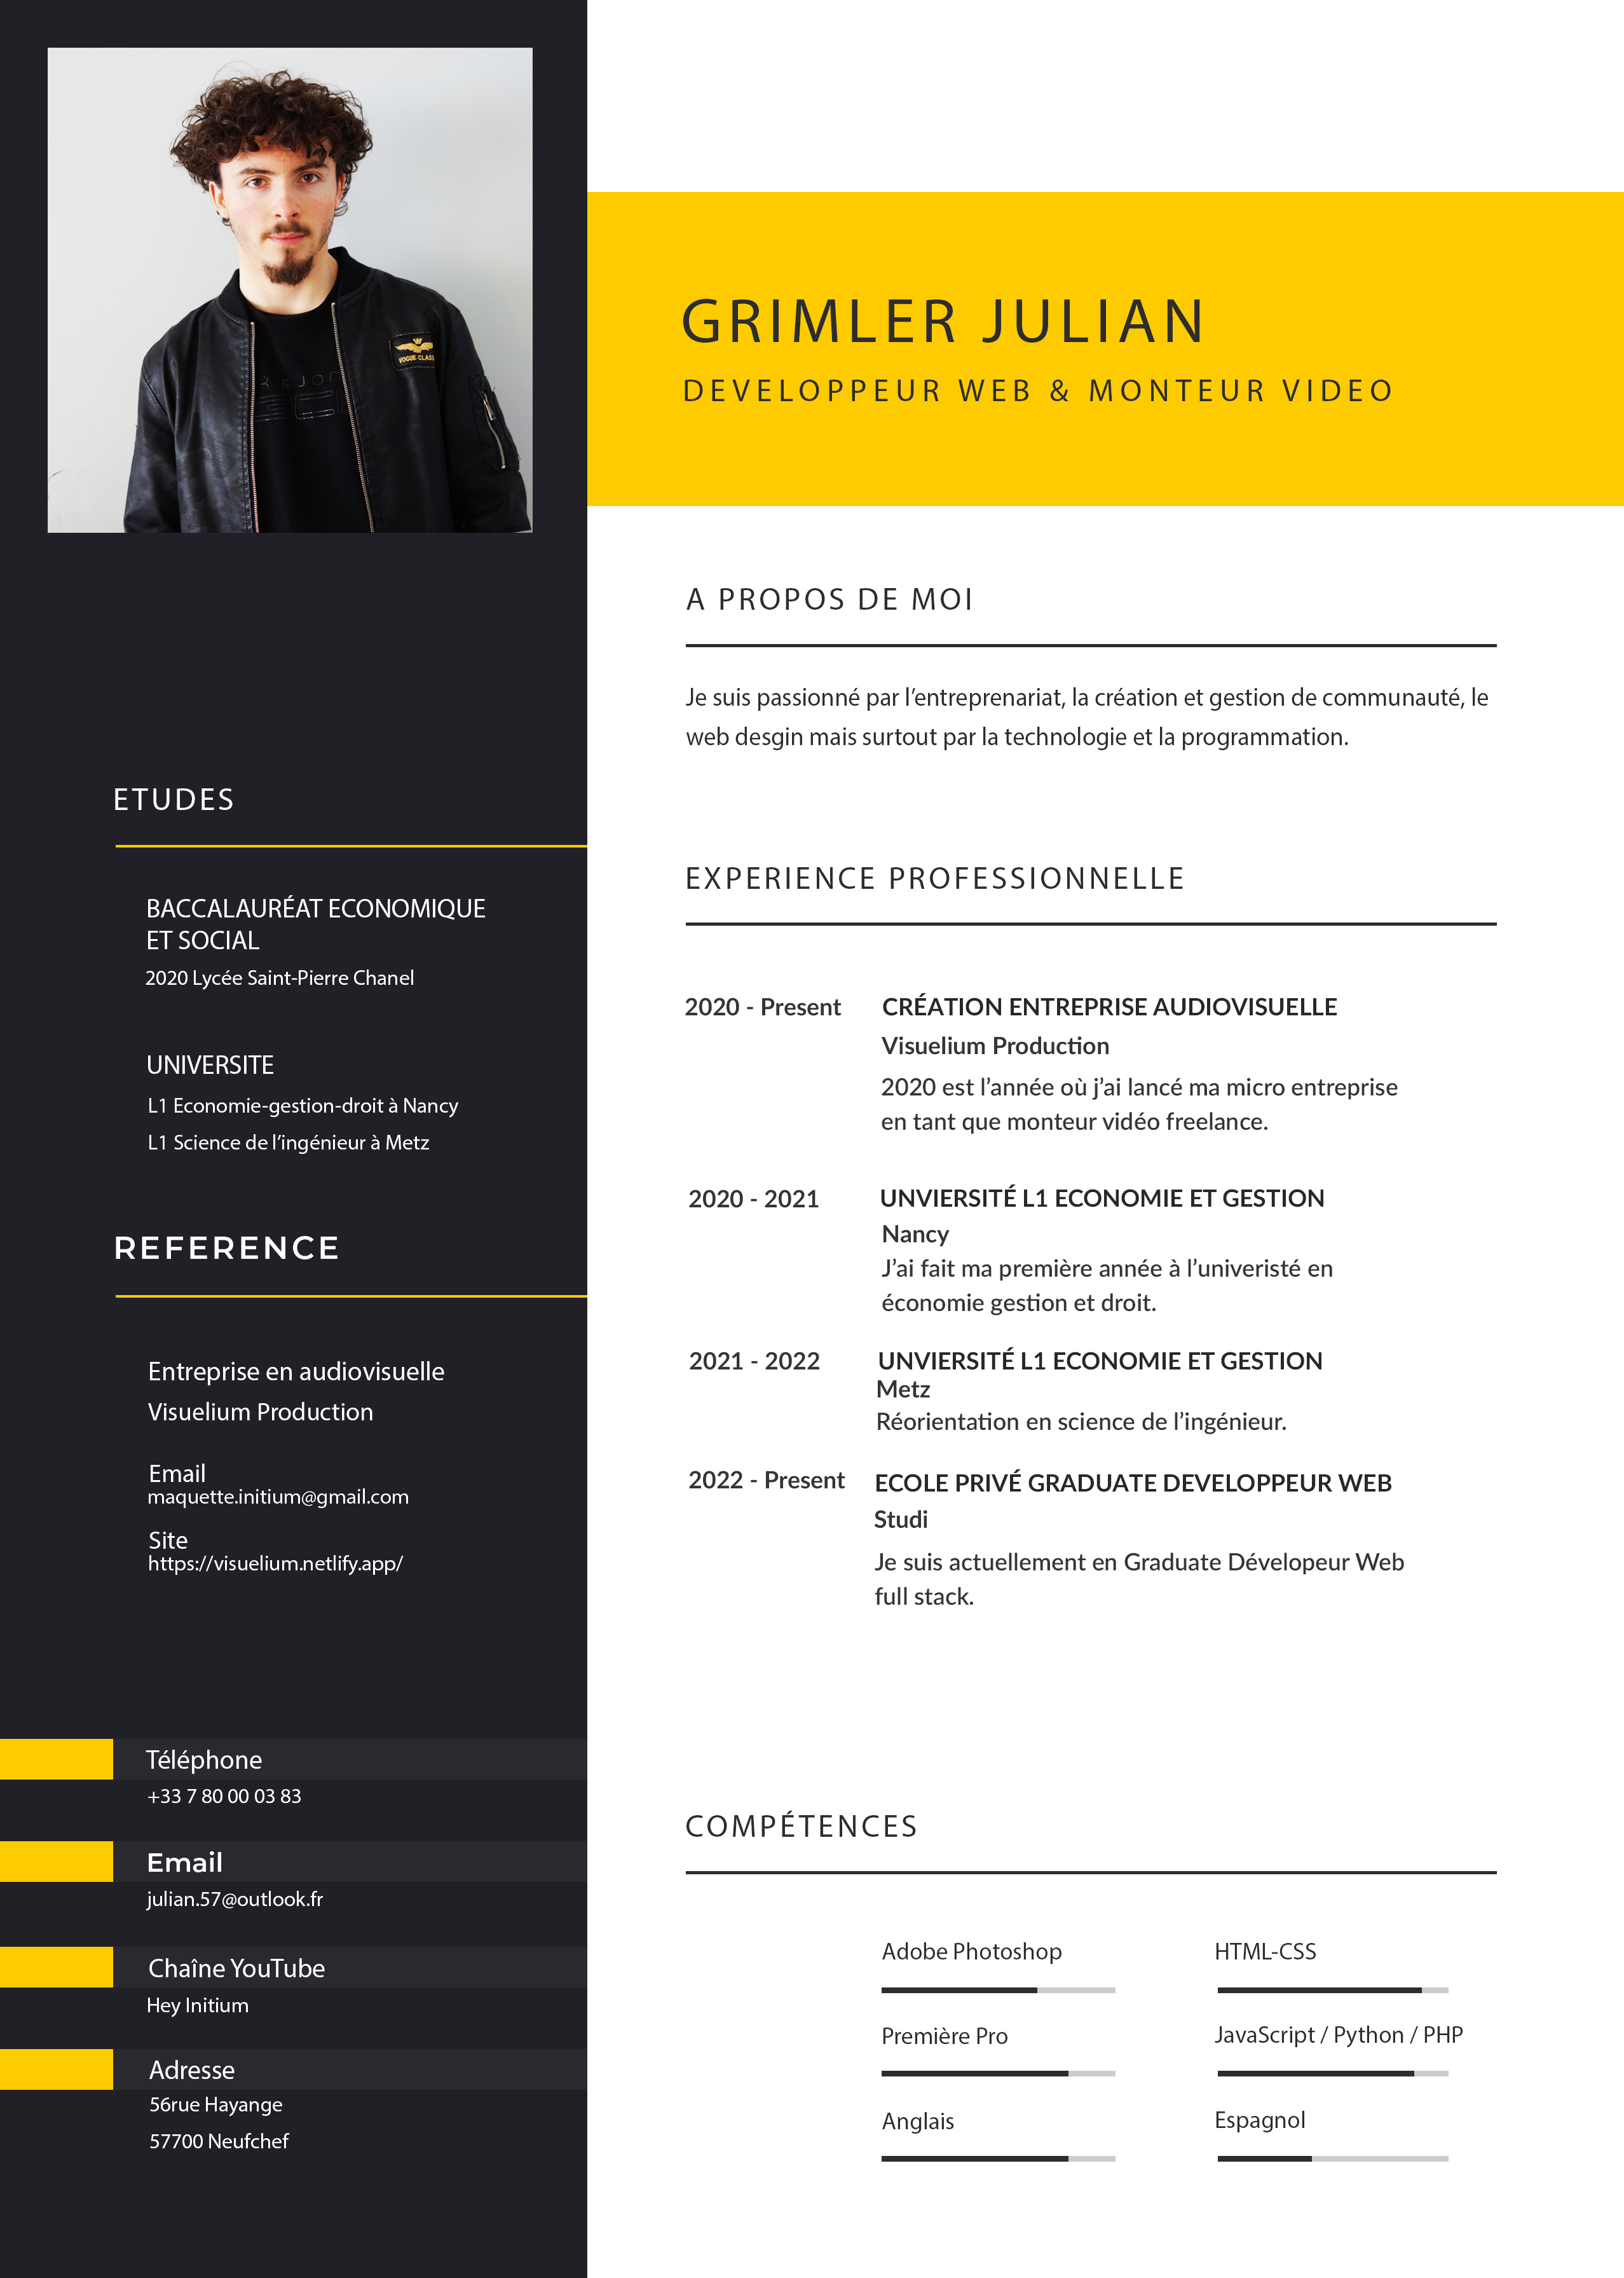 VOGUE-CLASS
GRIMLER JULIAN
DEVELOPPEUR WEB & MONTEUR VIDEO
A PROPOS DE MOI
Je suis passionné par l’entreprenariat, la création et gestion de communauté, le
web desgin mais surtout par la technologie et la programmation.
ETUDES
BACCALAURÉAT ECONOMIQUE
ET SOCIAL
2020 Lycée Saint-Pierre Chanel
UNIVERSITE
L1 Economie-gestion-droit à Nancy
L1 Science de l’ingénieur à Metz
REFERENCE
Entreprise en audiovisuelle
Visuelium Production
Email
maquette.initium@gmail.com
Site
https://visuelium.netlify.app/
Téléphone
+33 7 80 00 03 83
Email
julian.57@outlook.fr
Chaîne YouTube
Hey Initium
Adresse
56rue Hayange
57700 Neufchef
EXPERIENCE PROFESSIONNELLE
2020 - Present CRÉATION ENTREPRISE AUDIOVISUELLE
Visuelium Production
2020 est l’année où j’ai lancé ma micro entreprise
en tant que monteur vidéo freelance.
2020 - 2021 UNVIERSITÉ L1 ECONOMIE ET GESTION
Nancy
J’ai fait ma première année à l’univeristé en
économie gestion et droit.
2021 - 2022 UNVIERSITÉ L1 ECONOMIE ET GESTION
Metz
Réorientation en science de l’ingénieur.
2022 - Present ECOLE PRIVÉ GRADUATE DEVELOPPEUR WEB
Studi
Je suis actuellement en Graduate Dévelopeur Web
full stack.
COMPÉTENCES
Adobe Photoshop HTML-CSS
Première Pro JavaScript / Python / PHP
Anglais Espagnol